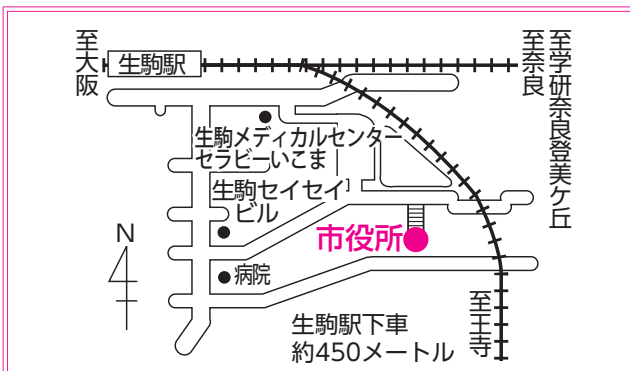 至大阪
生駒駅
至奈良
至学研奈良登美ケ丘
生駒メディカルセンター
セラビーいこま
生駒セイセイ
ビル
N
市役所
病院
至王寺
生駒駅下車
約450メートル